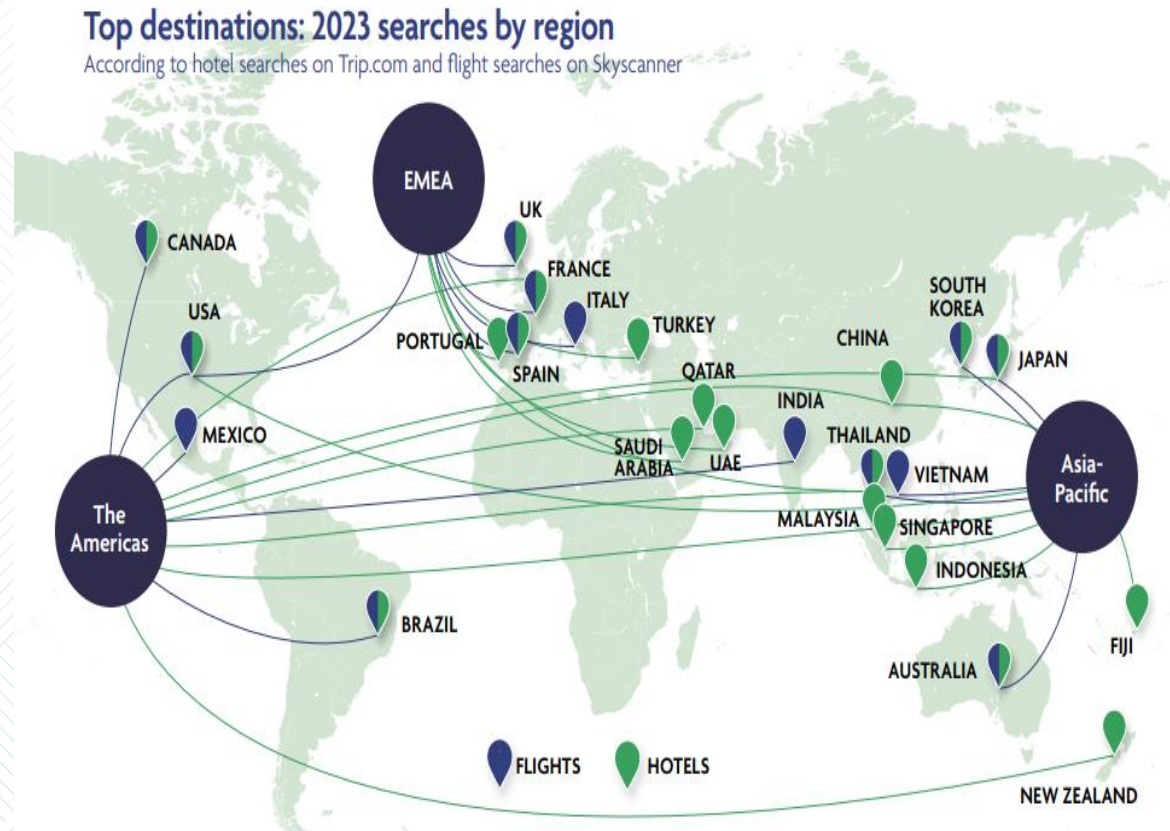 Top destinations: 2023 searches by region
According to hotel searches on Trip.com and flight searches on Skyscanner
EMEA
UK
CANADA
FRANCE
ITALY
USA
SOUTH
KOREA
TURKEY
PORTUGAL
CHINA
JAPAN
SPAIN
QATAR
INDIA
MEXICO
THAILAND
SAUDI
ARABIA
UAE
VIETNAM
Asia-
Pacific
The
Americas
MALAYSIA
SINGAPORE
INDONESIA
BRAZIL
FIJI
AUSTRALIA
FLIGHTS
HOTELS
NEW ZEALAND